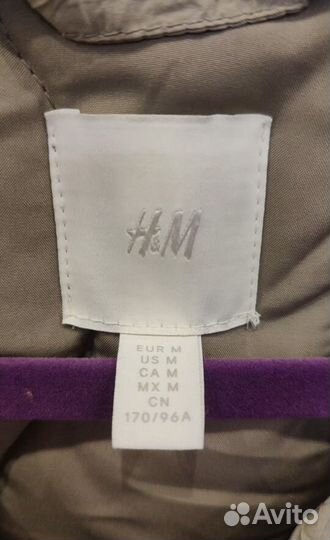 H&M
EUR M
US M
CA M
MX M
CN
170/96A
Avito